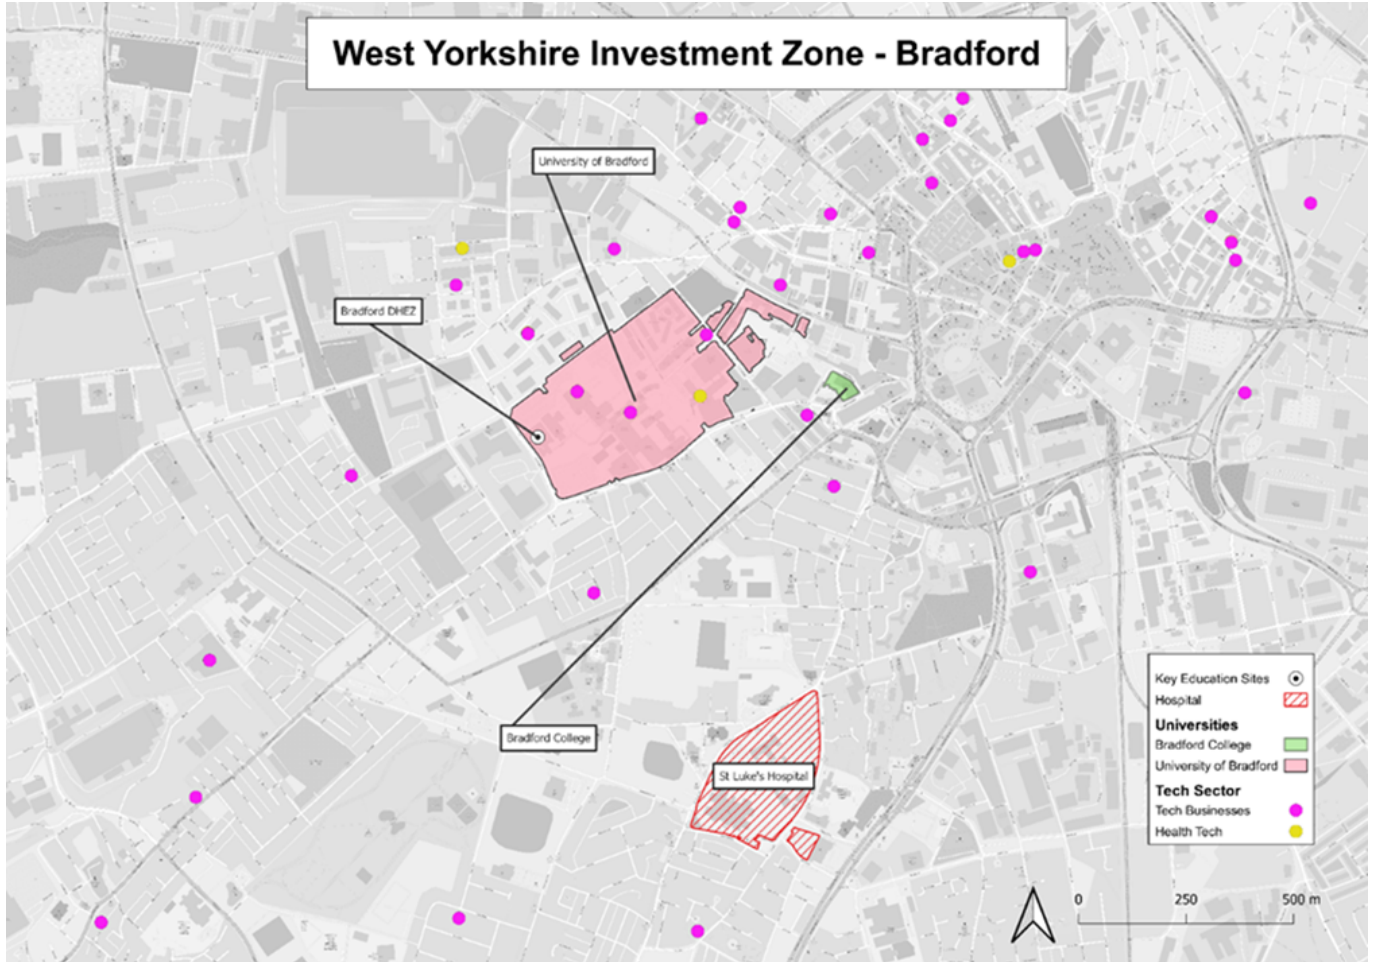 West Yorkshire Investment Zone - Bradford
University of Bradford
Bradford DHEZ
Bradford College
St Luke's Hospital
Key Education Sites
Hospital
Universities
Bradford College
University of Bradford
Tech Sector
Tech Businesses
Health Tech
0 250 500 m